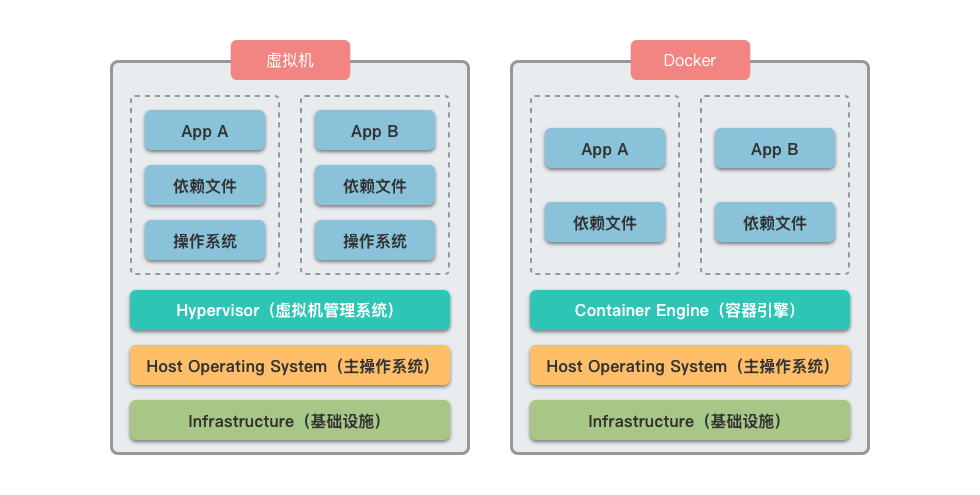 虚拟机
App A
App B
依赖文件
依赖文件
操作系统
操作系统
Hypervisor（虚拟机管理系统）
Host Operating System（主操作系统）
Infrastructure（基础设施）
Docker
App A
App B
依赖文件
依赖文件
Container Engine（容器引擎）
Host Operating System（主操作系统）
Infrastructure（基础设施）